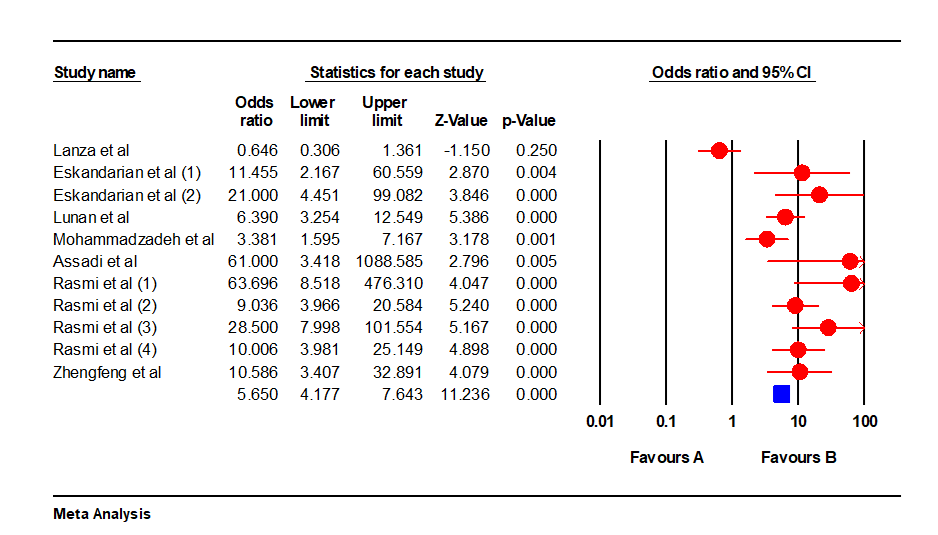 Study name Statistics for each study Odds ratio and 95% CI
Odds Lower Upper
ratio limit limit Z-Value p-Value
Lanza et al 0.646 0.306 1.361 -1.150 0.250
Eskandarian et al (1) 11.455 2.167 60.559 2.870 0.004
Eskandarian et al (2) 21.000 4.451 99.082 3.846 0.000
Lunan et al 6.390 3.254 12.549 5.386 0.000
Mohammadzadeh et al 3.381 1.595 7.167 3.178 0.001
Assadi et al 61.000 3.418 1088.585 2.796 0.005
Rasmi et al (1) 63.696 8.518 476.310 4.047 0.000
Rasmi et al (2) 9.036 3.966 20.584 5.240 0.000
Rasmi et al (3) 28.500 7.998 101.554 5.167 0.000
Rasmi et al (4) 10.006 3.981 25.149 4.898 0.000
Zhengfeng et al 10.586 3.407 32.891 4.079 0.000
5.650 4.177 7.643 11.236 0.000
0.01 0.1 1 10 100
Favours A Favours B
Meta Analysis